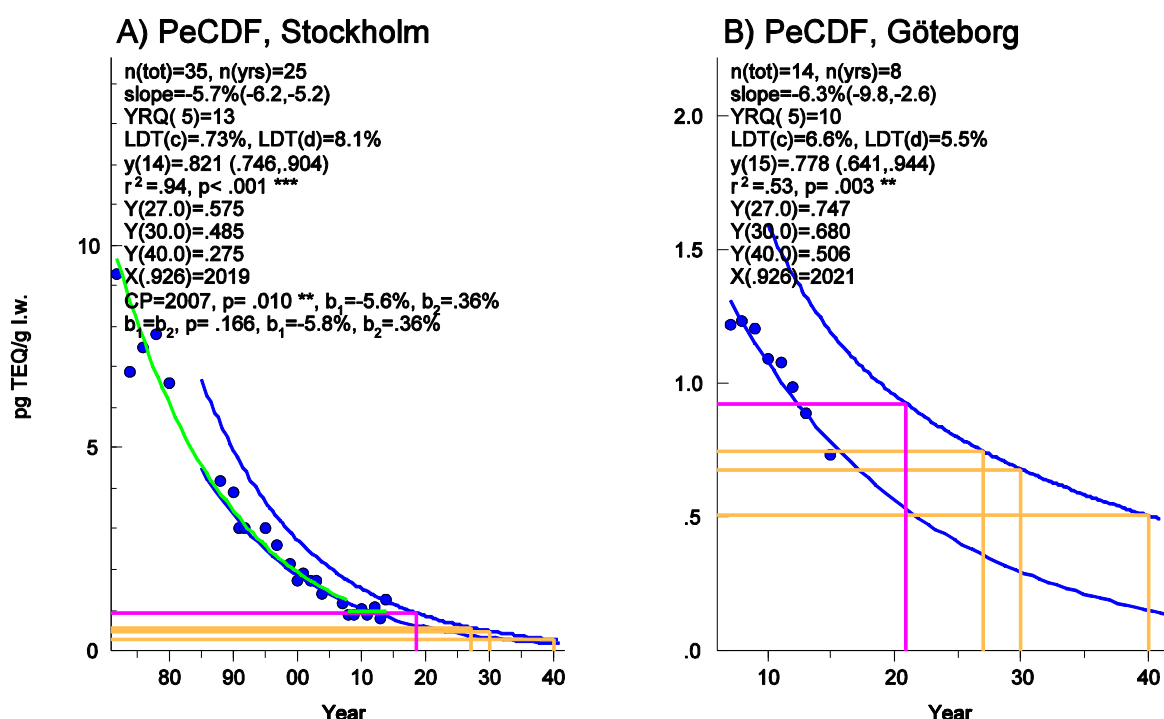 A) PeCDF, Stockholm
n(tot)=35, n(yrs)=25
slope=-5.7%(-6.2,-5.2)
YRQ( 5)=13
LDT(c)=.73%, LDT(d)=8.1%
y(14)=.821 (.746,.904)
r²=.94, p< .001 ***
Y(27.0)=.575
Y(30.0)=.485
Y(40.0)=.275
X(.926)=2019
CP=2007, p= .010 **, b₁=-5.6%, b₂=.36%
b₁=b₂, p= .166, b₁=-5.8%, b₂=.36%
10
5
0
pg TEQ/g l.w.
80 90 00 10 20 30 40
Year
B) PeCDF, Göteborg
n(tot)=14, n(yrs)=8
slope=-6.3%(-9.8,-2.6)
YRQ( 5)=10
LDT(c)=6.6%, LDT(d)=5.5%
y(15)=.778 (.641,.944)
r²=.53, p= .003 **
Y(27.0)=.747
Y(30.0)=.680
Y(40.0)=.506
X(.926)=2021
2.0
1.5
1.0
.5
.0
10 20 30 40
Year